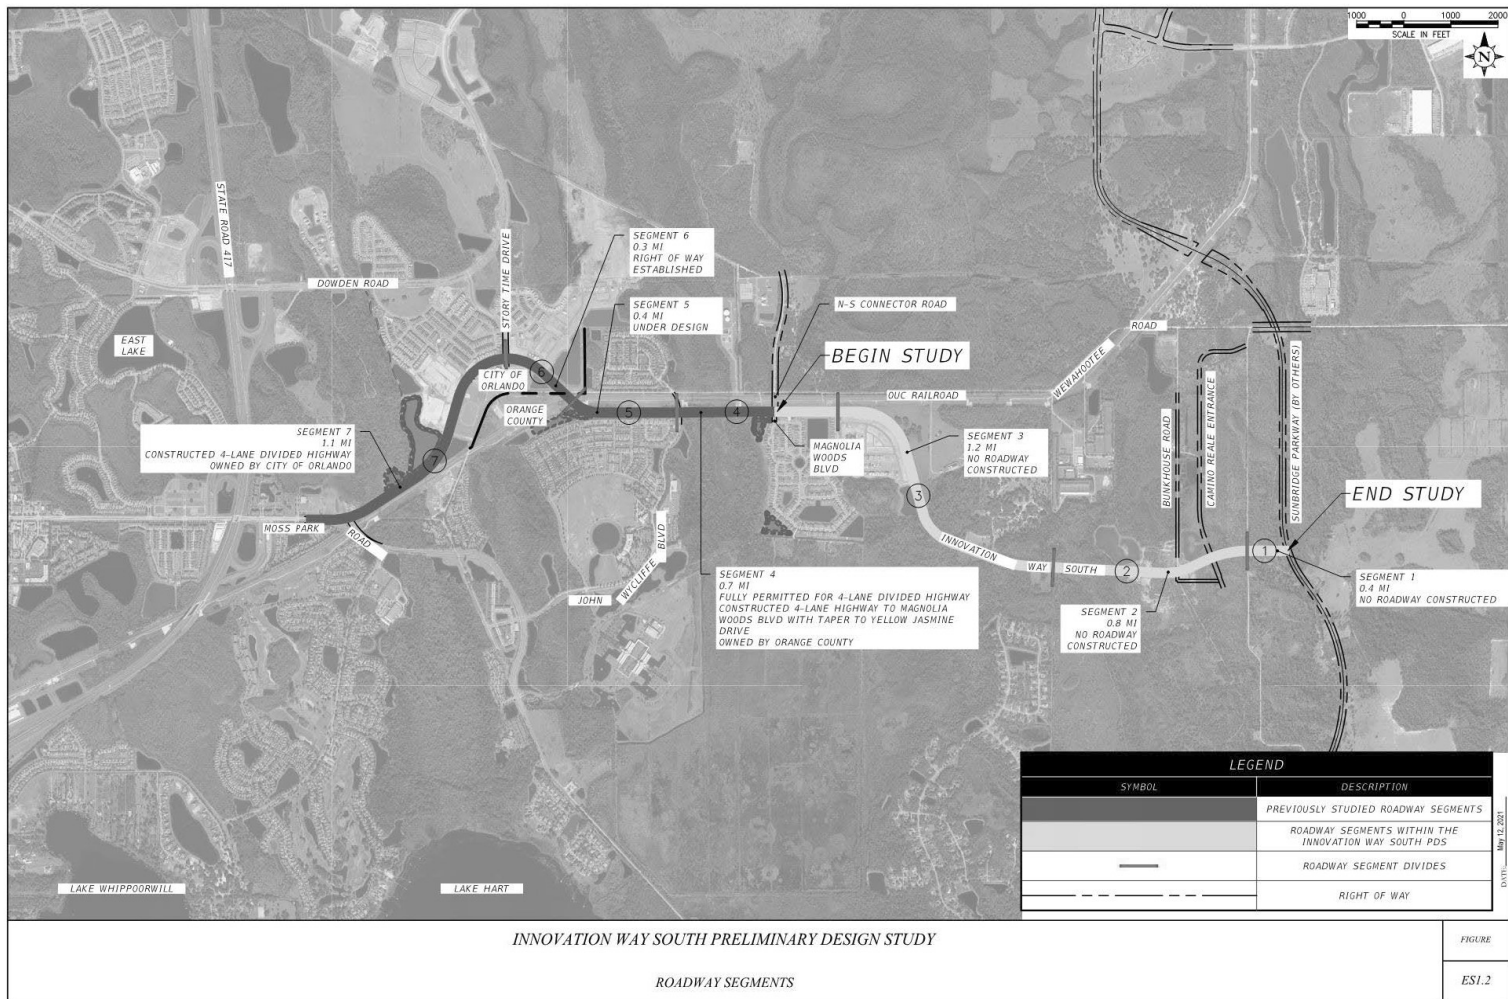 1000 0 1000 2000
SCALE IN FEET
N
STATE ROAD 417
DOWDEN ROAD
STORY TIME DRIVE
EAST
LAKE
SEGMENT 6
0.3 MI
RIGHT OF WAY
ESTABLISHED
SEGMENT 5
0.4 MI
UNDER DESIGN
N-S CONNECTOR ROAD
BEGIN STUDY
ROAD
WEWAHOOTEE
OUC RAILROAD
CITY OF
ORLANDO
ORANGE
COUNTY
6
5
4
MAGNOLIA
WOODS
BLVD
SEGMENT 3
1.2 MI
NO ROADWAY
CONSTRUCTED
3
SEGMENT 7
1.1 MI
CONSTRUCTED 4-LANE DIVIDED HIGHWAY
OWNED BY CITY OF ORLANDO
7
MOSS PARK
ROAD
BUNKHOUSE ROAD
CAMINO REALE ENTRANCE
SUNBRIDGE PARKWAY (BY OTHERS)
END STUDY
INNOVATION
WAY SOUTH
2
1
JOHN
WYCLIFFE BLVD
SEGMENT 4
0.7 MI
FULLY PERMITTED FOR 4-LANE DIVIDED HIGHWAY
CONSTRUCTED 4-LANE HIGHWAY TO MAGNOLIA
WOODS BLVD WITH TAPER TO YELLOW JASMINE
DRIVE
OWNED BY ORANGE COUNTY
SEGMENT 2
0.8 MI
NO ROADWAY
CONSTRUCTED
SEGMENT 1
0.4 MI
NO ROADWAY CONSTRUCTED
LAKE WHIPPOORWILL
LAKE HART
LEGEND
SYMBOL DESCRIPTION
PREVIOUSLY STUDIED ROADWAY SEGMENTS
ROADWAY SEGMENTS WITHIN THE
INNOVATION WAY SOUTH PDS
ROADWAY SEGMENT DIVIDES
RIGHT OF WAY
DATE: May 12, 2021
INNOVATION WAY SOUTH PRELIMINARY DESIGN STUDY
ROADWAY SEGMENTS
FIGURE
ES1.2